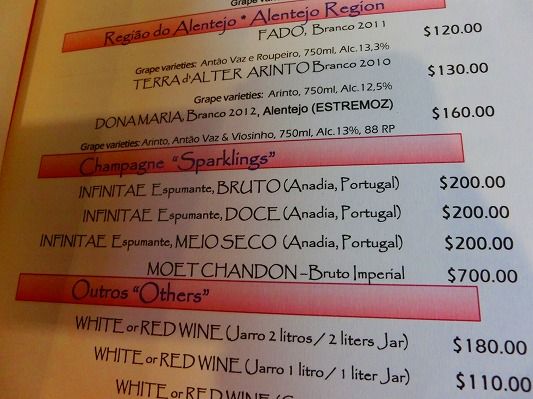 Grape
Região do Alentejo * Alentejo Region
FADO, Branco 2011 $120.00
Grape varieties: Antão Vaz e Roupeiro, 750ml, Alc.13,3%
TERRA d'ALTER ARINTO Branco 2010 $130.00
Grape varieties: Arinto, 750ml, Alc.12,5%
DONA MARIA, Branco 2012, Alentejo (ESTREMOZ) $160.00
Grape varieties: Arinto, Antão Vaz & Viosinho, 750ml, Alc.13%, 88 RP
Champagne "Sparklings"
INFINITAE Espumante, BRUTO (Anadia, Portugal) $200.00
INFINITAE Espumante, DOCE (Anadia, Portugal) $200.00
INFINITAE Espumante, MEIO SECO (Anadia, Portugal) $200.00
MOET CHANDON – Bruto Imperial $700.00
Outros "Others"
WHITE or RED WINE (Jarro 2 litros / 2 liters Jar) $180.00
WHITE or RED WINE (Jarro 1 litro / 1 liter Jar) $110.00
WHITE or RED WINE